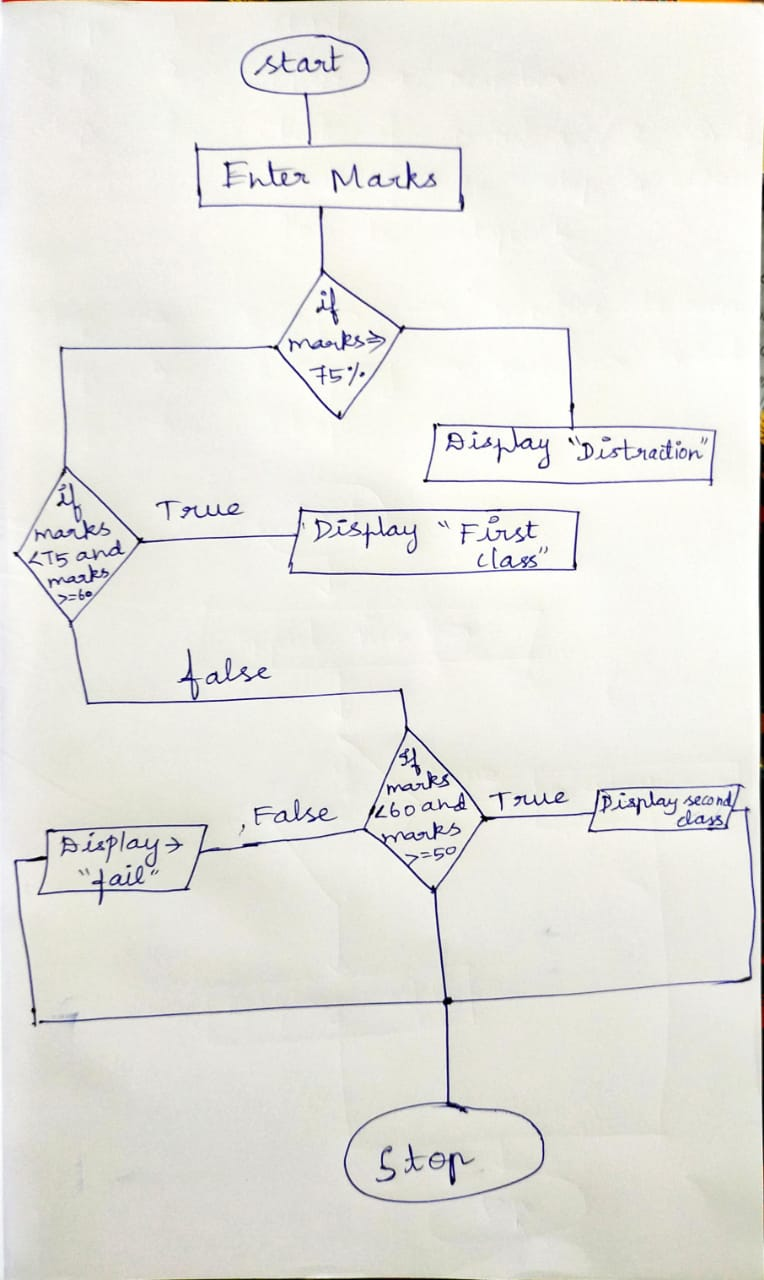 start
Enter Marks
if
marks=>
75%
Display "Distraction"
if
marks
<75 and
marks
>=60
True
Display "First
class"
false
If
marks
<60 and
marks
>=50
True
Display second
class
False
Display →
"fail"
Stop